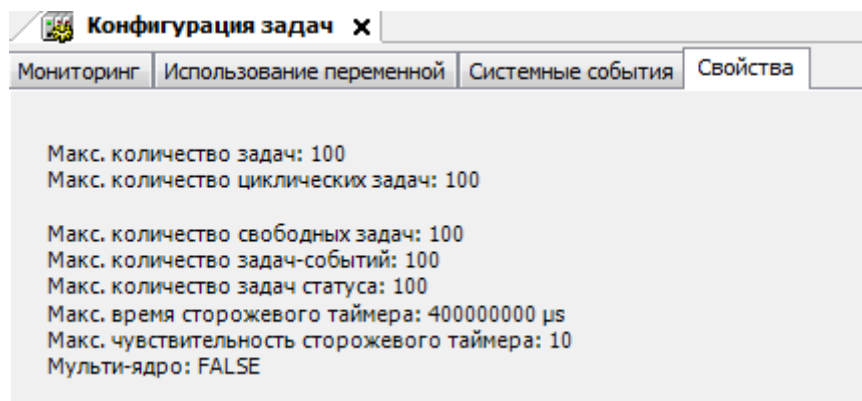 Конфигурация задач
Мониторинг Использование переменной Системные события Свойства
Макс. количество задач: 100
Макс. количество циклических задач: 100
Макс. количество свободных задач: 100
Макс. количество задач-событий: 100
Макс. количество задач статуса: 100
Макс. время сторожевого таймера: 400000000 µs
Макс. чувствительность сторожевого таймера: 10
Мульти-ядро: FALSE